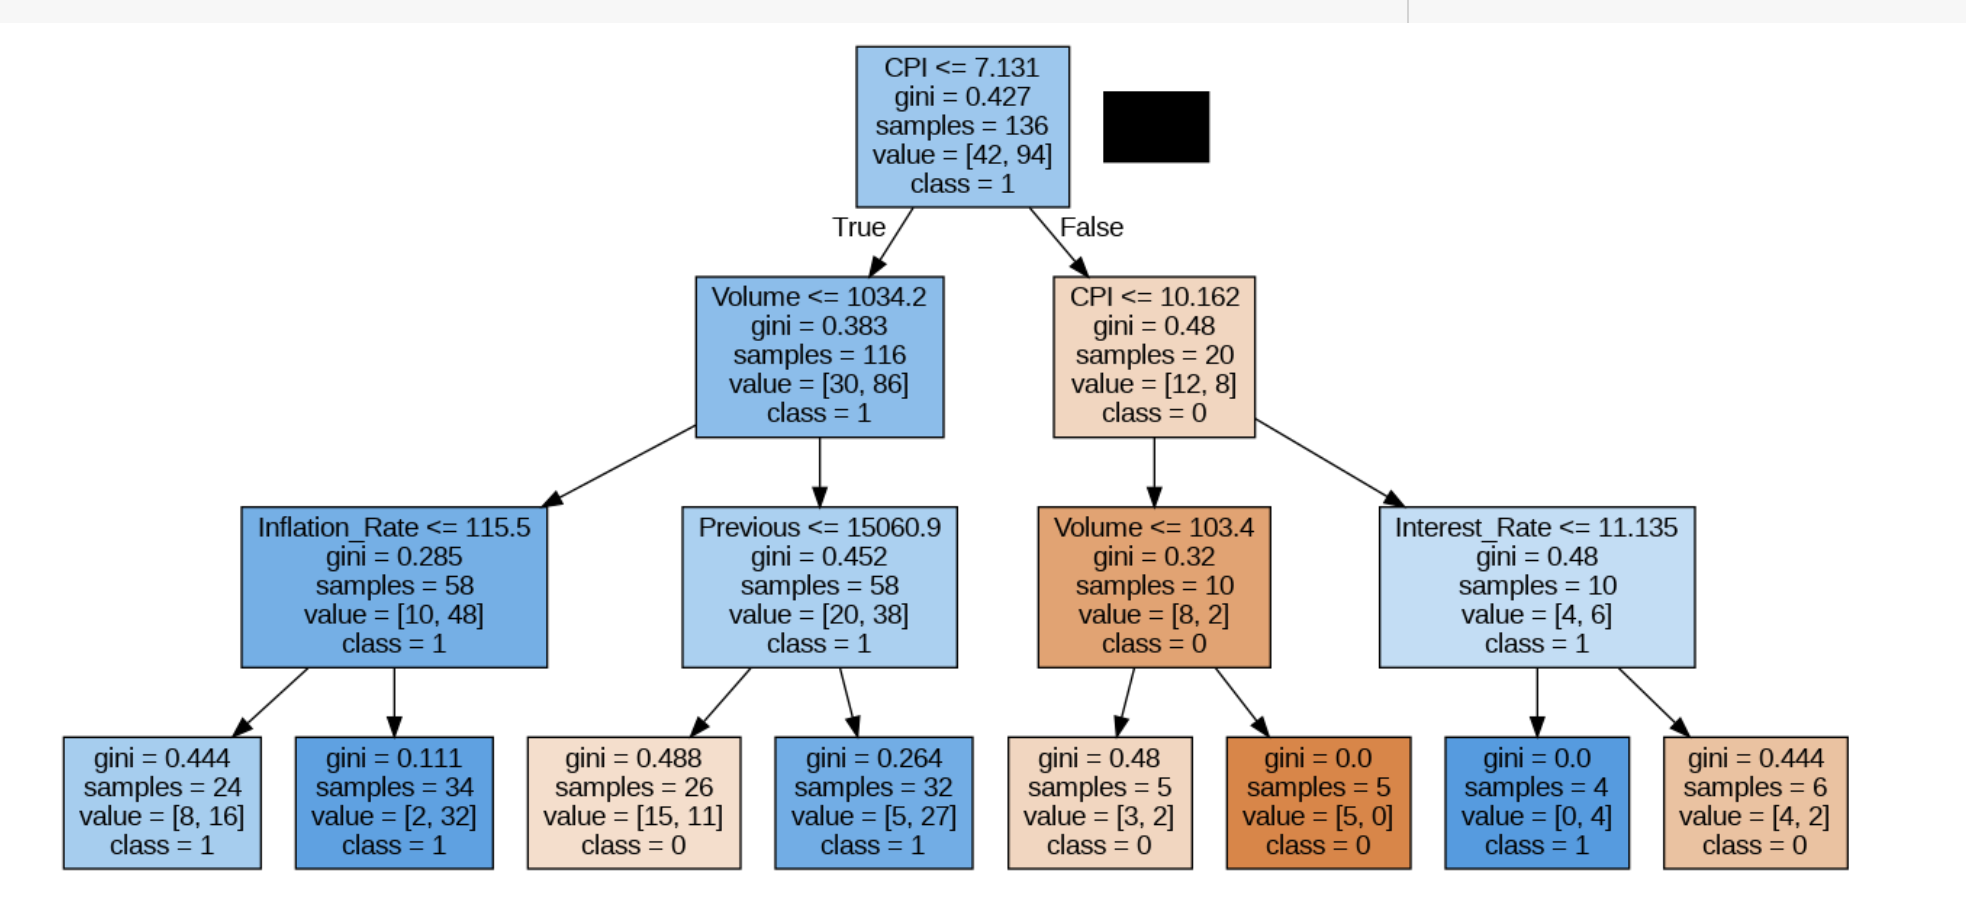 CPI <= 7.131
gini = 0.427
samples = 136
value = [42, 94]
class = 1
True
False
Volume <= 1034.2
gini = 0.383
samples = 116
value = [30, 86]
class = 1
CPI <= 10.162
gini = 0.48
samples = 20
value = [12, 8]
class = 0
Inflation_Rate <= 115.5
gini = 0.285
samples = 58
value = [10, 48]
class = 1
Previous <= 15060.9
gini = 0.452
samples = 58
value = [20, 38]
class = 1
Volume <= 103.4
gini = 0.32
samples = 10
value = [8, 2]
class = 0
Interest_Rate <= 11.135
gini = 0.48
samples = 10
value = [4, 6]
class = 1
gini = 0.444
samples = 24
value = [8, 16]
class = 1
gini = 0.111
samples = 34
value = [2, 32]
class = 1
gini = 0.488
samples = 26
value = [15, 11]
class = 0
gini = 0.264
samples = 32
value = [5, 27]
class = 1
gini = 0.48
samples = 5
value = [3, 2]
class = 0
gini = 0.0
samples = 5
value = [5, 0]
class = 0
gini = 0.0
samples = 4
value = [0, 4]
class = 1
gini = 0.444
samples = 6
value = [4, 2]
class = 0